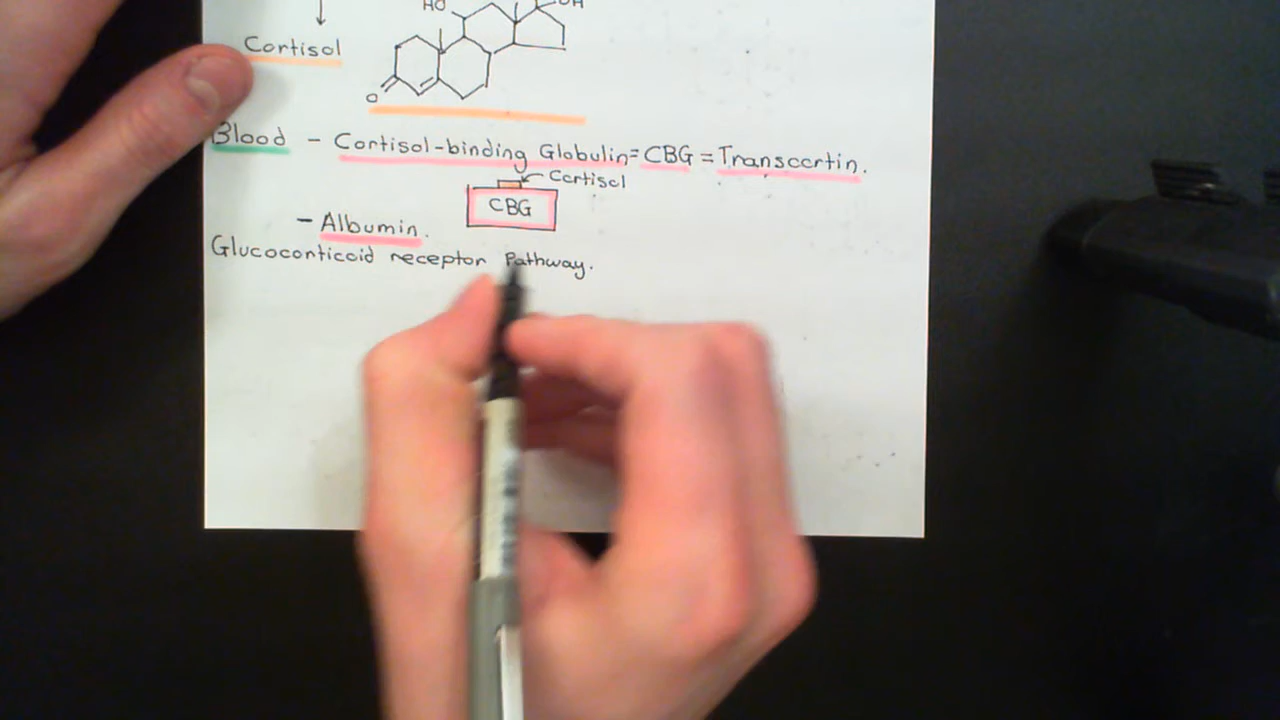 HO OH
Cortisol
O
Blood - Cortisol-binding Globulin = CBG = Transcortin.
Cortisol
CBG
- Albumin.
Glucocorticoid receptor Pathway.